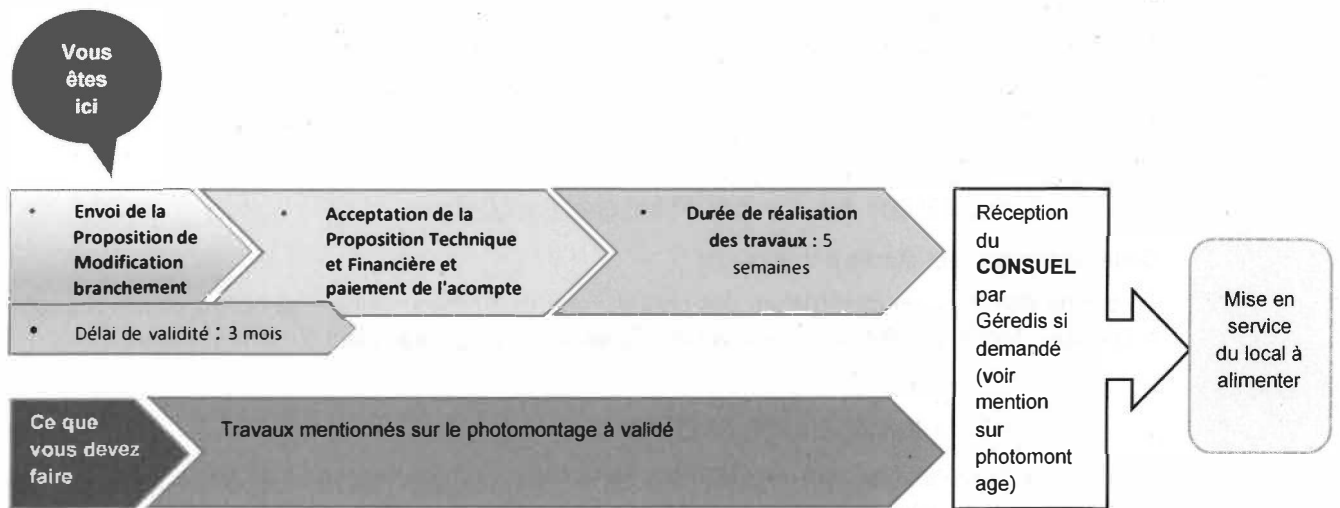 Vous
êtes
ici
• Envoi de la
Proposition de
Modification
branchement
• Acceptation de la
Proposition Technique
et Financière et
paiement de l'acompte
• Durée de réalisation
des travaux : 5
semaines
• Délai de validité : 3 mois
Réception
du
CONSUEL
par
Gérédis si
demandé
(voir
mention
sur
photomont
age)
Mise en
service
du local à
alimenter
Ce que
vous devez
faire
Travaux mentionnés sur le photomontage à validé